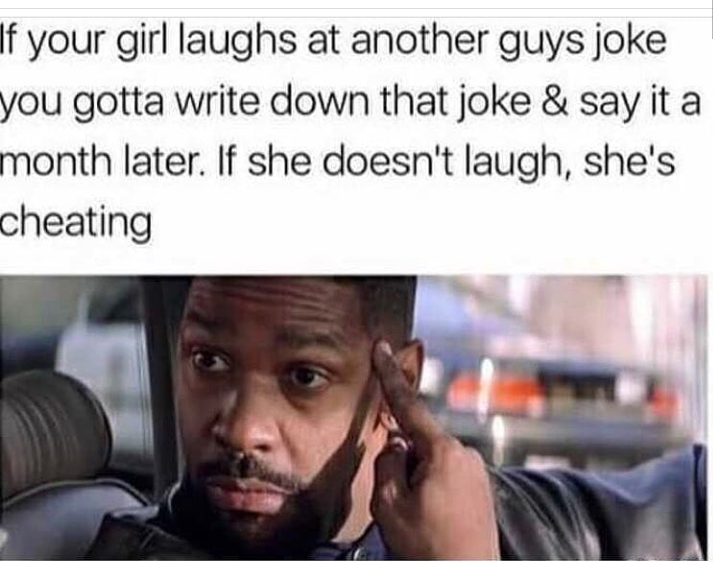 If your girl laughs at another guys joke
you gotta write down that joke & say it a
month later. If she doesn't laugh, she's
cheating